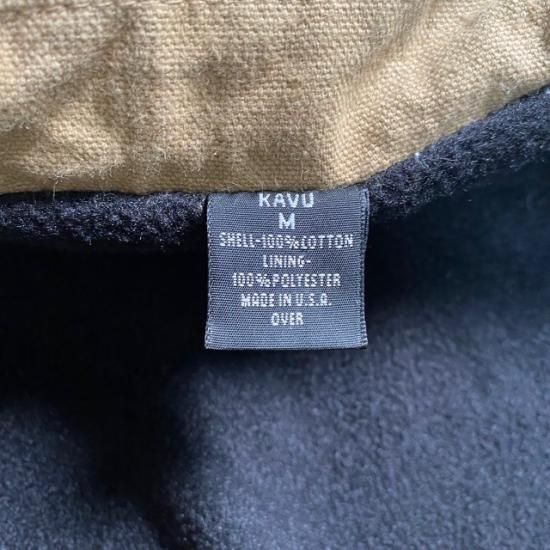 KAVU
M
SHELL-100%COTTON
LINING-
100%POLYESTER
MADE IN U.S.A.
OVER